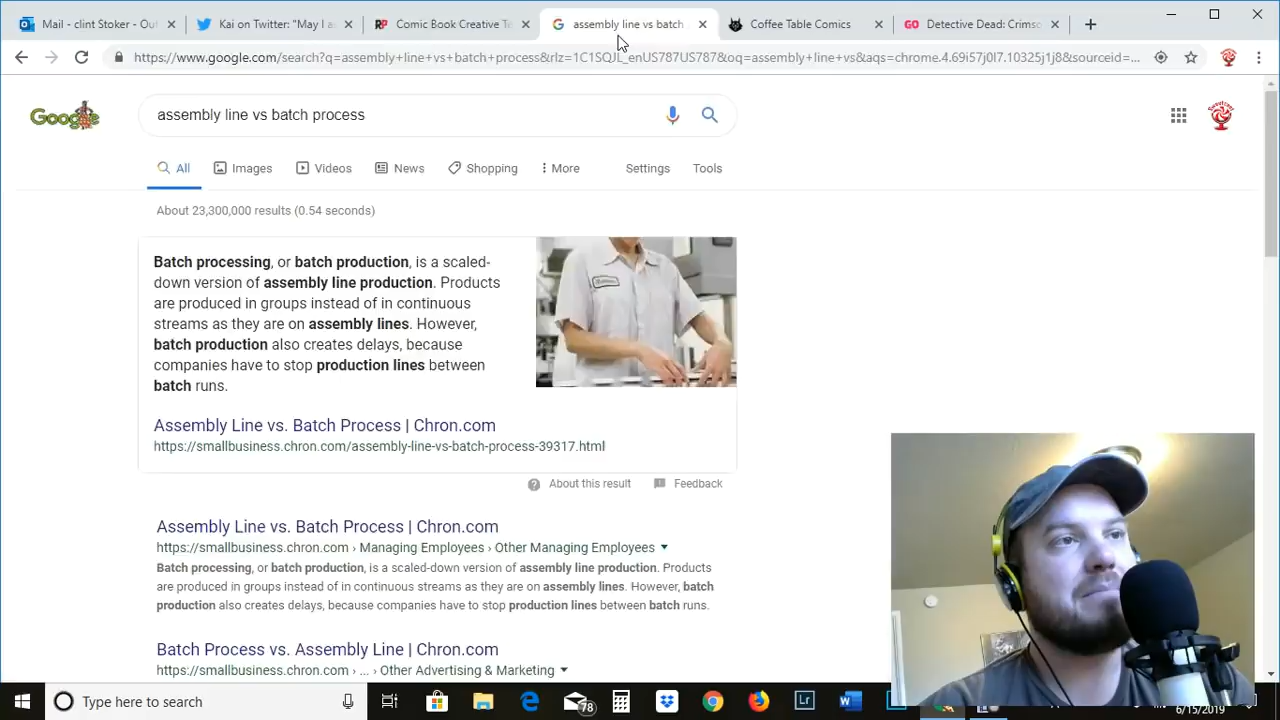 Mail - clint Stoker - Out
Kai on Twitter: "May I a
Comic Book Creative Te
assembly line vs batch
Coffee Table Comics
Detective Dead: Crimso
https://www.google.com/search?q=assembly+line+vs+batch+process&rlz=1C1SQJL_enUS787US787&oq=assembly+line+vs&aqs=chrome.4.69i57j0l7.10325j1j8&sourceid=...
Google
assembly line vs batch process
All
Images
Videos
News
Shopping
More
Settings
Tools
About 23,300,000 results (0.54 seconds)
Batch processing, or batch production, is a scaled-
down version of assembly line production. Products
are produced in groups instead of in continuous
streams as they are on assembly lines. However,
batch production also creates delays, because
companies have to stop production lines between
batch runs.
Assembly Line vs. Batch Process | Chron.com
https://smallbusiness.chron.com/assembly-line-vs-batch-process-39317.html
About this result
Feedback
Assembly Line vs. Batch Process | Chron.com
https://smallbusiness.chron.com › Managing Employees › Other Managing Employees
Batch processing, or batch production, is a scaled-down version of assembly line production. Products
are produced in groups instead of in continuous streams as they are on assembly lines. However, batch
production also creates delays, because companies have to stop production lines between batch runs.
Batch Process vs. Assembly Line | Chron.com
https://smallbusiness.chron.com › ... › Other Advertising & Marketing
Type here to search
78
Lr
6/15/2019